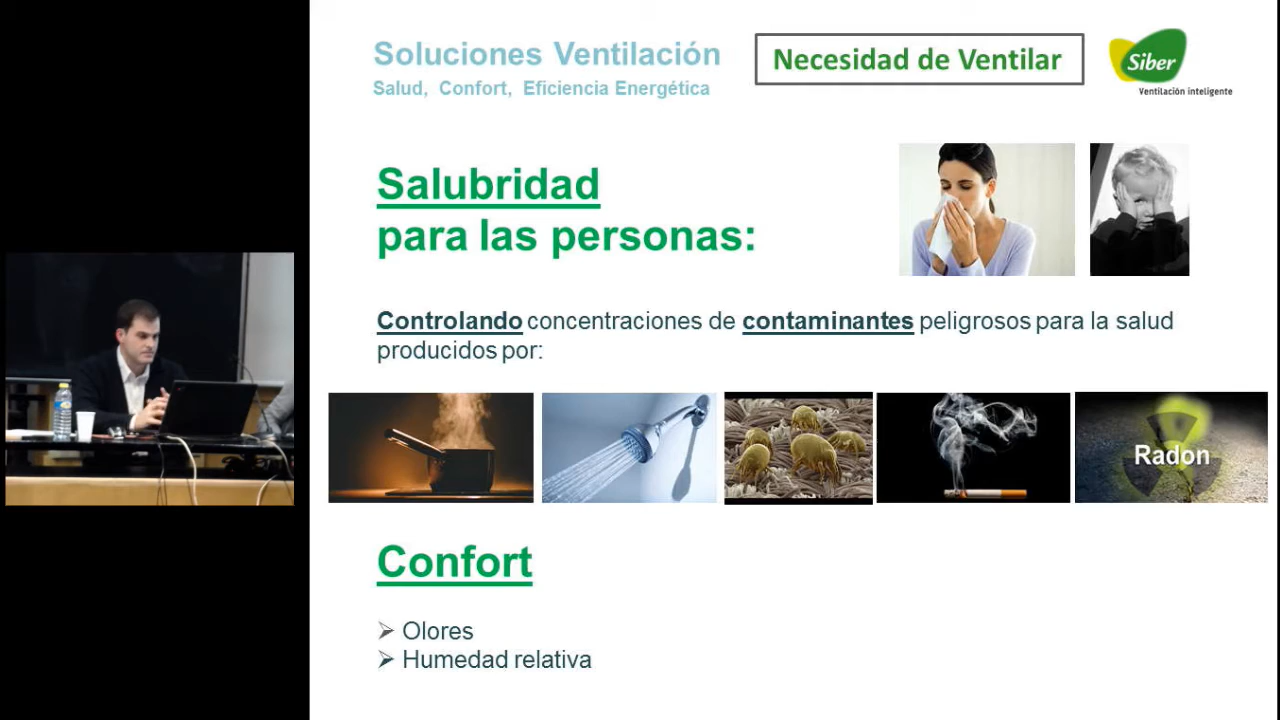 Soluciones Ventilación
Salud, Confort, Eficiencia Energética
Necesidad de Ventilar
Siber
Ventilación inteligente
Salubridad
para las personas:
Controlando concentraciones de contaminantes peligrosos para la salud
producidos por:
Radon
Confort
➢ Olores
➢ Humedad relativa